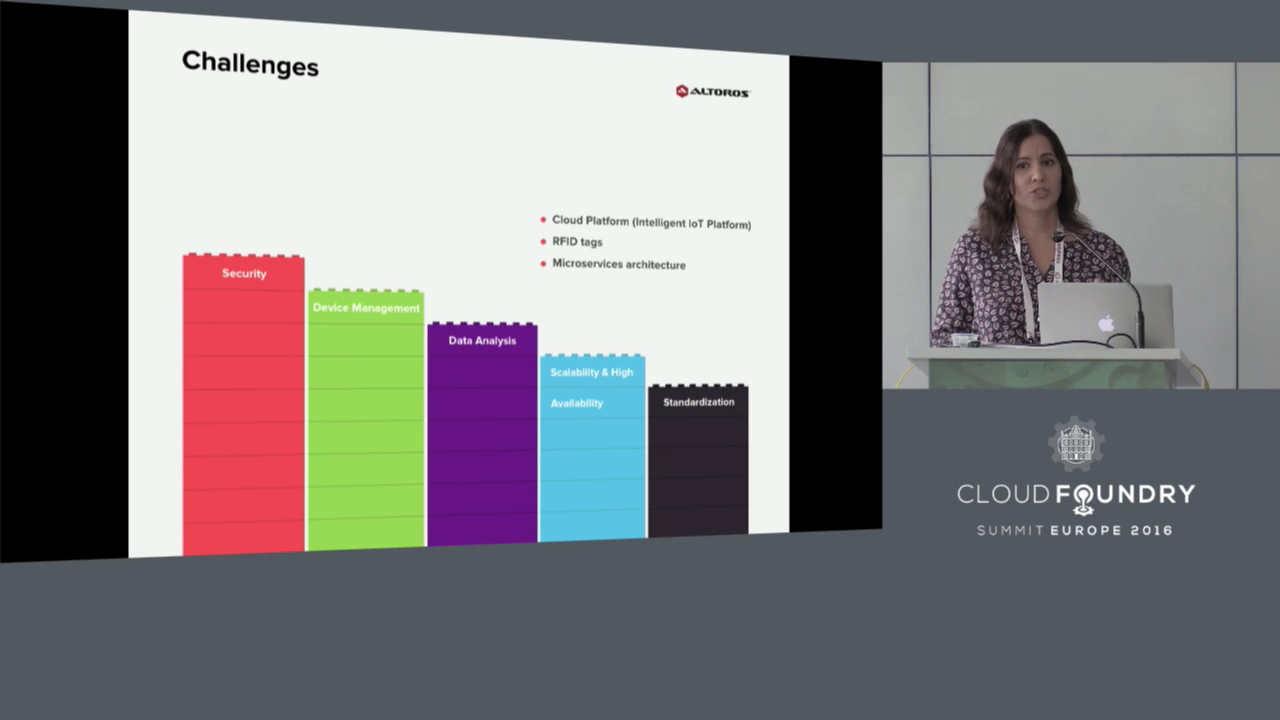 Challenges
ALTOROS
Cloud Platform (Intelligent IoT Platform)
RFID tags
Microservices architecture
Security
Device Management
Data Analysis
Scalability & High
Availability
Standardization
CLOUD FOUNDRY
SUMMIT EUROPE 2016